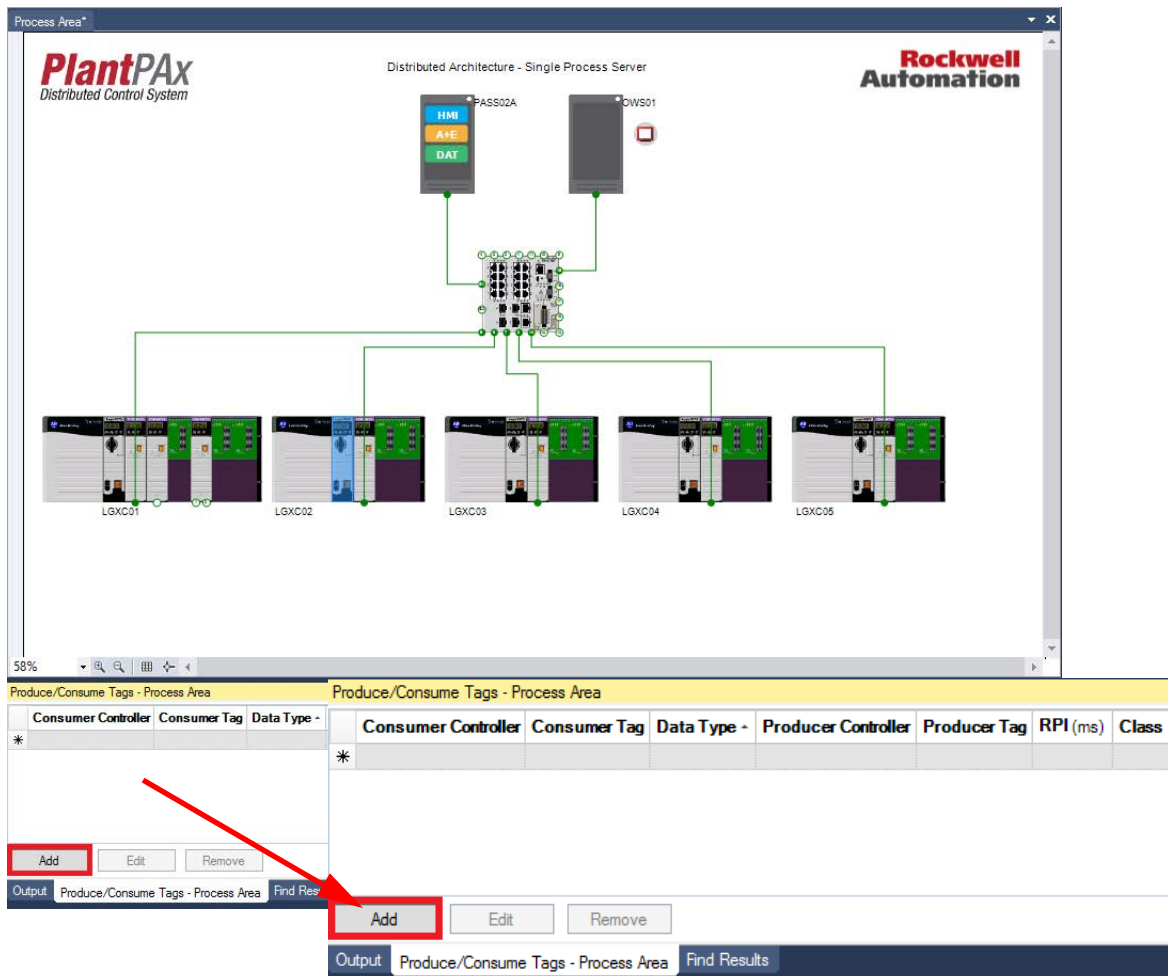 Process Area*
PlantPAx
Distributed Control System
Distributed Architecture - Single Process Server
Rockwell
Automation
PASS02A
OWS01
HMI
A+E
DAT
LGXC01
LGXC02
LGXC03
LGXC04
LGXC05
58%
Produce/Consume Tags - Process Area
Consumer Controller Consumer Tag Data Type
Add Edit Remove
Output Produce/Consume Tags - Process Area Find Res
Produce/Consume Tags - Process Area
Consumer Controller Consumer Tag Data Type Producer Controller Producer Tag RPI (ms) Class
Add Edit Remove
Output Produce/Consume Tags - Process Area Find Results